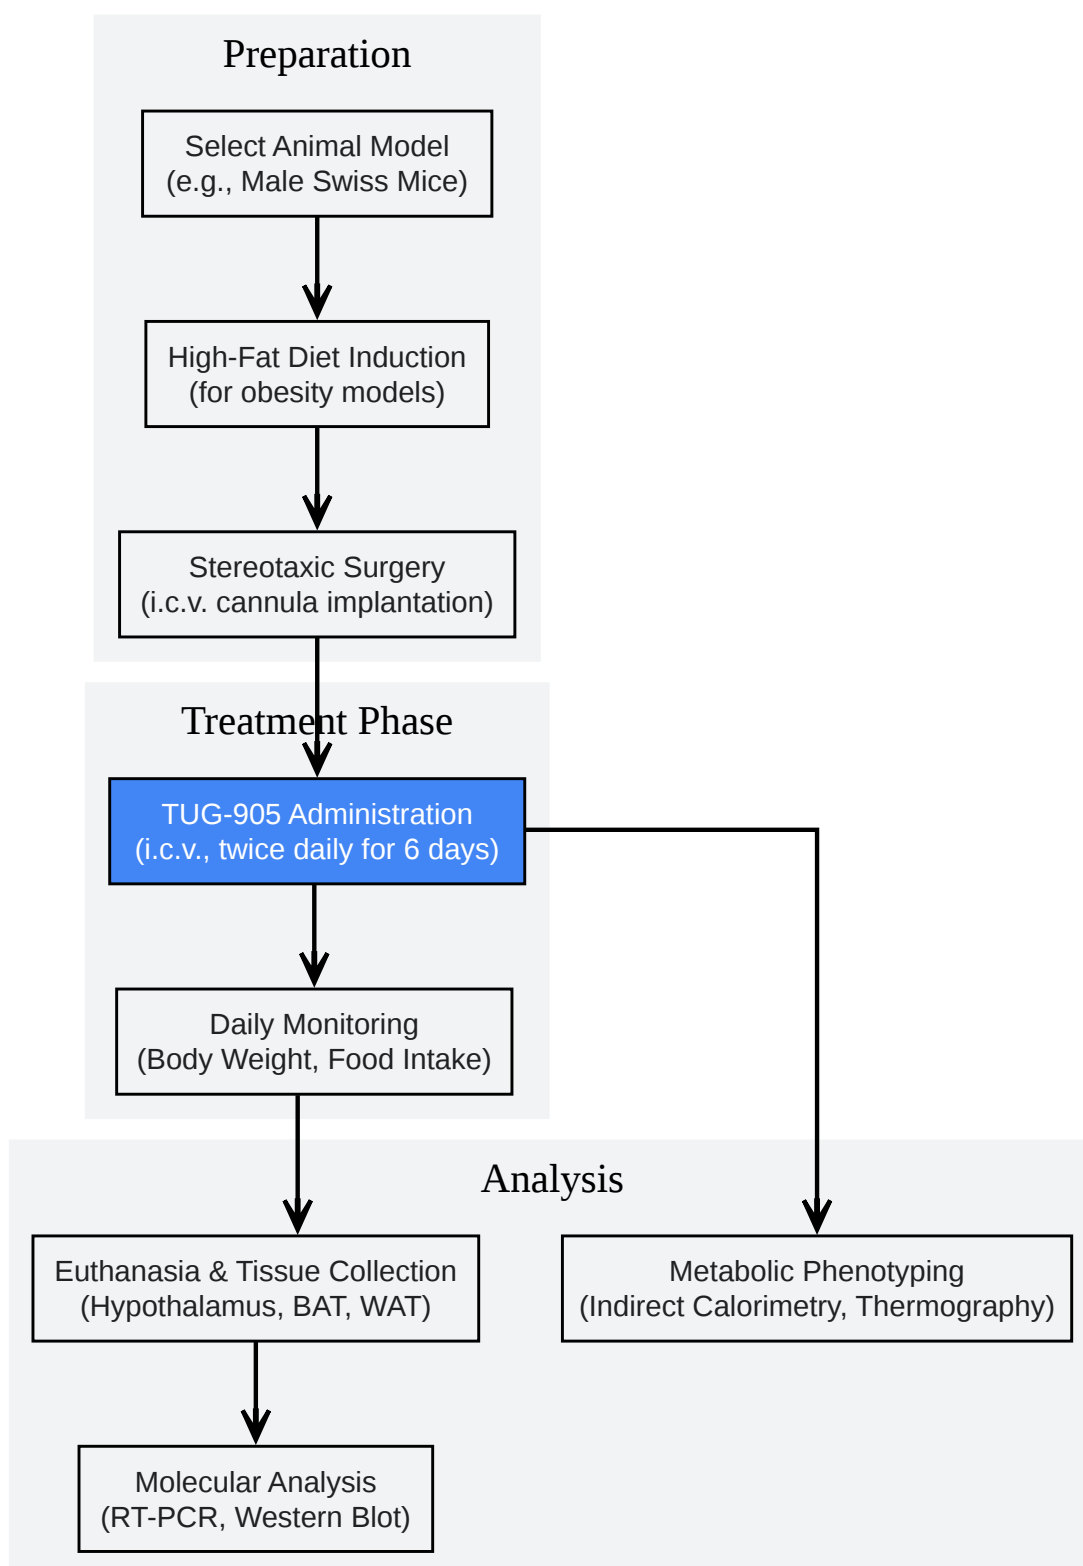 Preparation
Select Animal Model
(e.g., Male Swiss Mice)
High-Fat Diet Induction
(for obesity models)
Stereotaxic Surgery
(i.c.v. cannula implantation)
Treatment Phase
TUG-905 Administration
(i.c.v., twice daily for 6 days)
Daily Monitoring
(Body Weight, Food Intake)
Analysis
Euthanasia & Tissue Collection
(Hypothalamus, BAT, WAT)
Metabolic Phenotyping
(Indirect Calorimetry, Thermography)
Molecular Analysis
(RT-PCR, Western Blot)